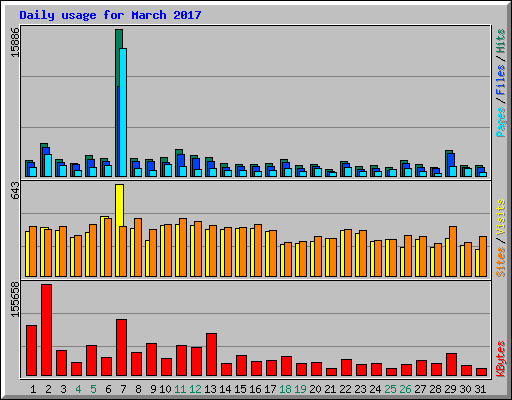 Daily usage for March 2017
15886
Pages / Files / Hits
643
Sites / Visits
155658
KBytes
1 2 3 4 5 6 7 8 9 10 11 12 13 14 15 16 17 18 19 20 21 22 23 24 25 26 27 28 29 30 31